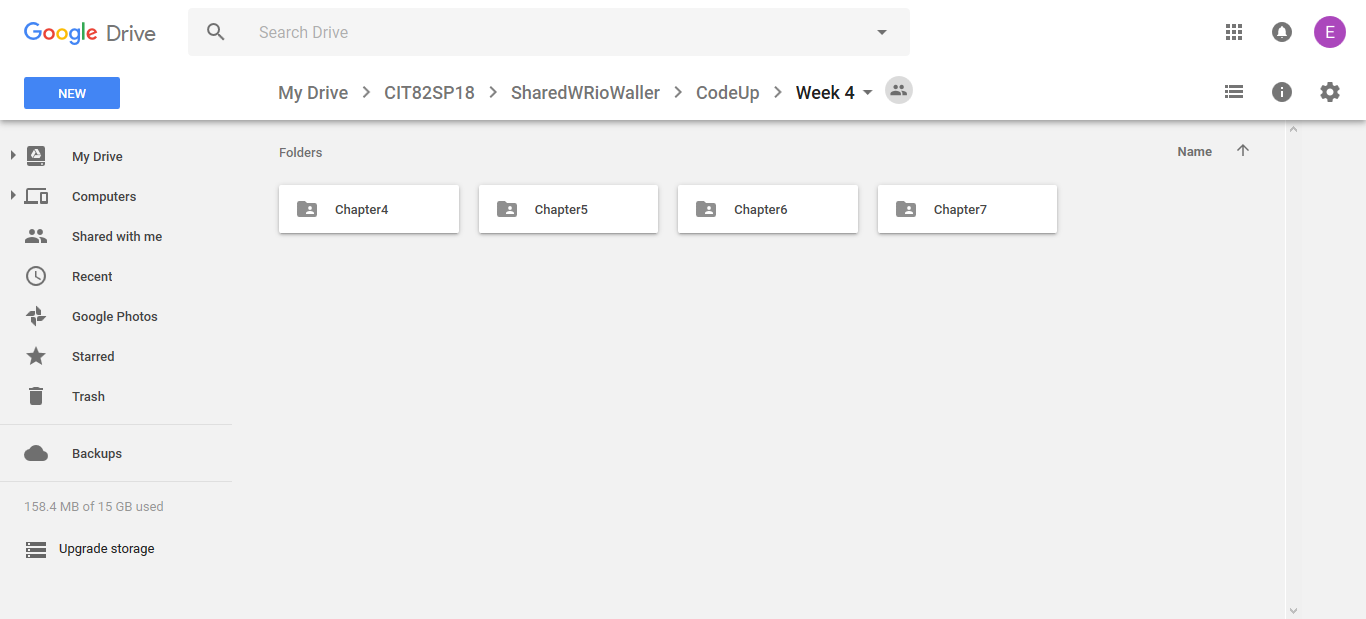 Google Drive
Search Drive
E
NEW
My Drive > CIT82SP18 > SharedWRioWaller > CodeUp > Week 4
My Drive
Computers
Shared with me
Recent
Google Photos
Starred
Trash
Backups
158.4 MB of 15 GB used
Upgrade storage
Folders
Name
Chapter4
Chapter5
Chapter6
Chapter7